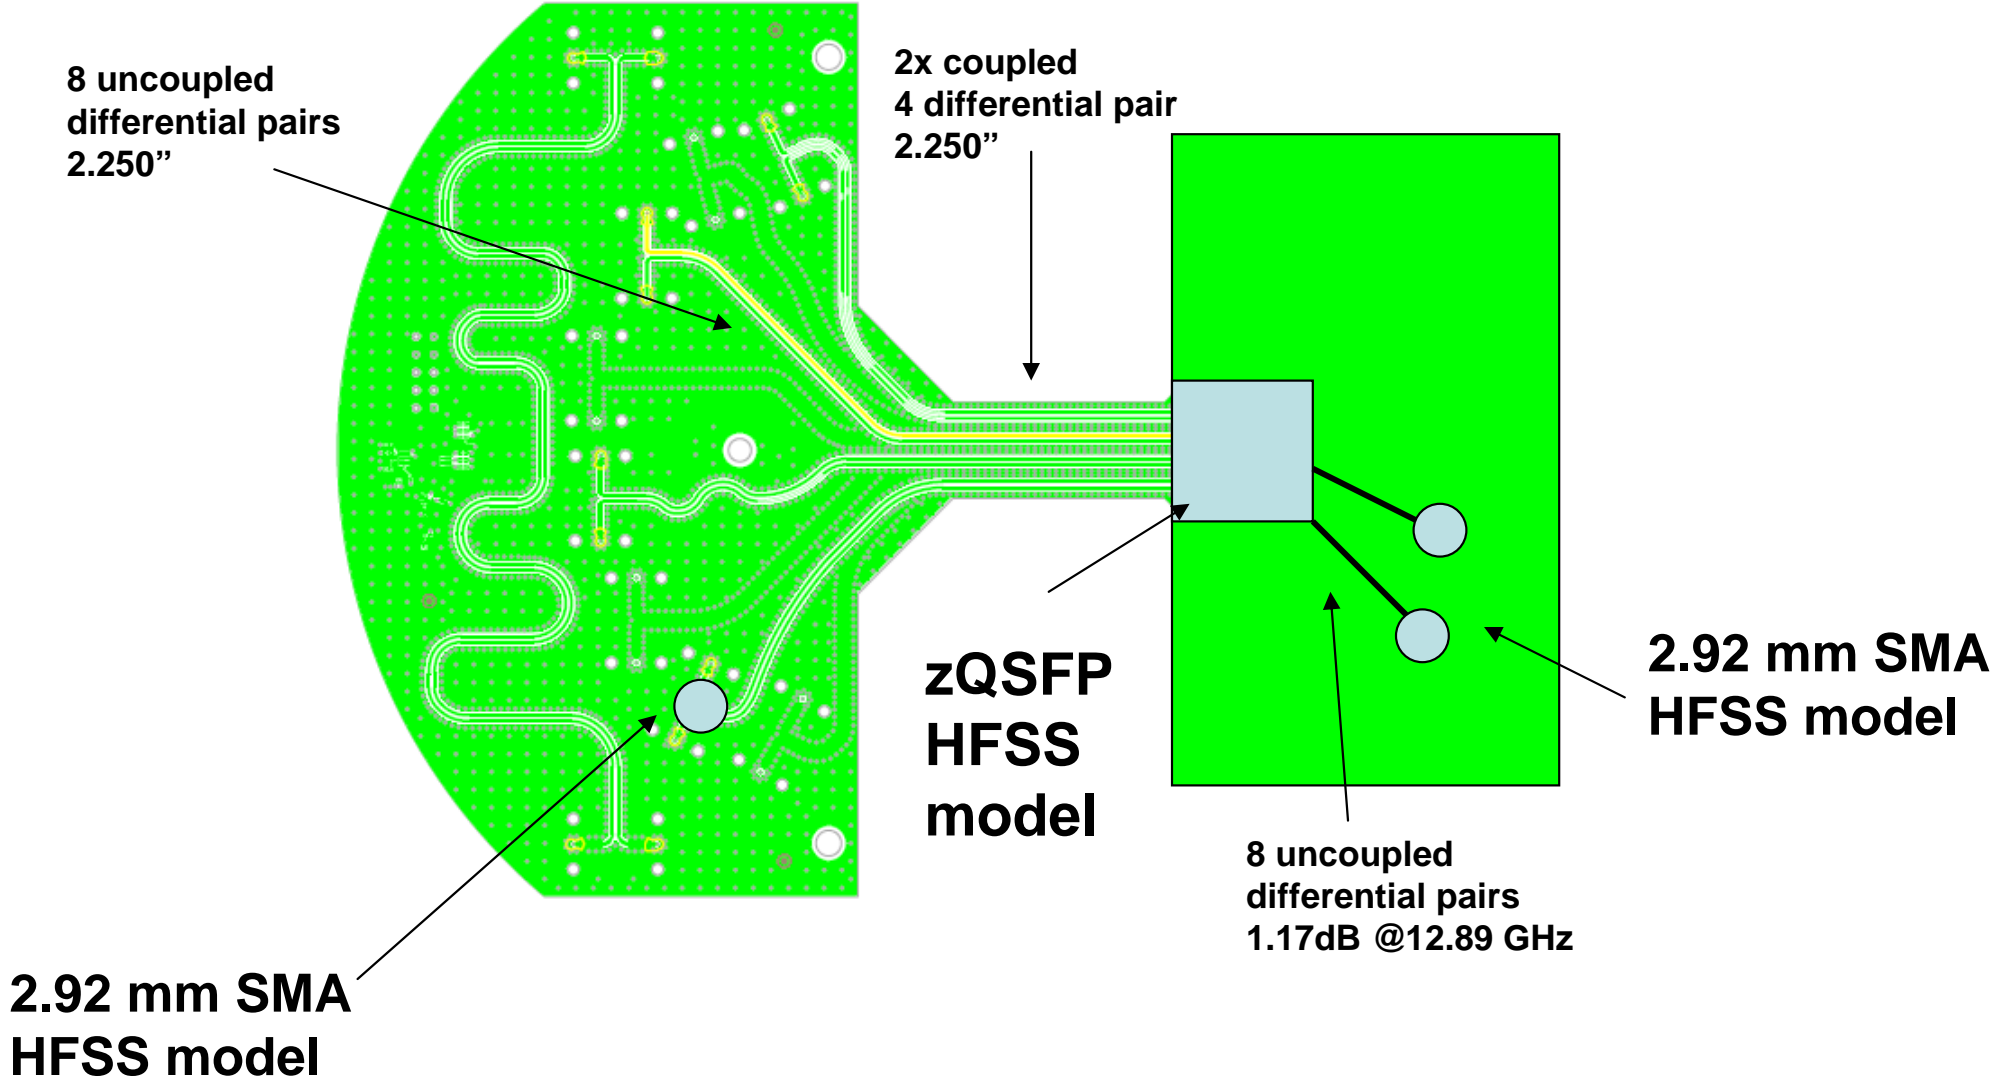 8 uncoupled
differential pairs
2.250”
2x coupled
4 differential pair
2.250”
zQSFP
HFSS
model
2.92 mm SMA
HFSS model
8 uncoupled
differential pairs
1.17dB @12.89 GHz
2.92 mm SMA
HFSS model